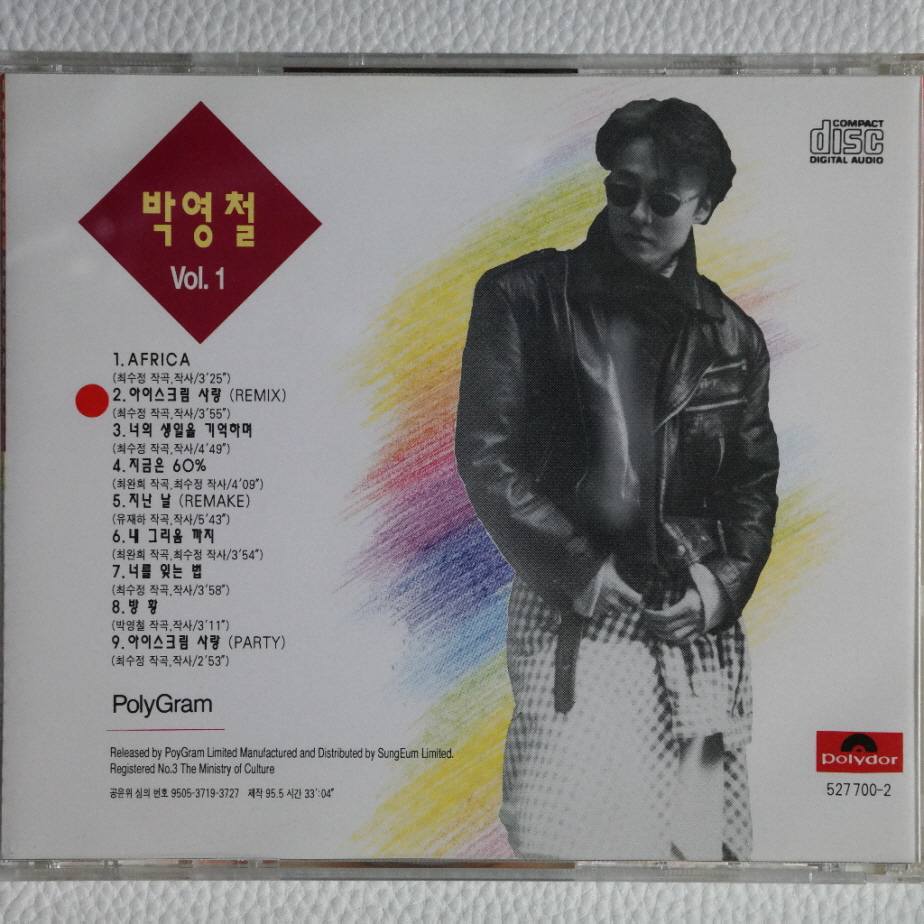 박영철
Vol. 1
COMPACT
disc
DIGITAL AUDIO
1.AFRICA
(최수정 작곡,작사/3'25")
2.아이스크림 사랑 (REMIX)
(최수정 작곡,작사/3'55")
3.너의 생일을 기억하며
(최수정 작곡,작사/4'49")
4.지금은 60%
(최완희 작곡,최수정 작사/4'09")
5.지난 날 (REMAKE)
(유재하 작곡,작사/5'43")
6.내 그리움 까지
(최완희 작곡,최수정 작사/3'54")
7.너를 잊는 법
(최수정 작곡,작사/3'58")
8.방 황
(박영철 작곡,작사/3'11")
9.아이스크림 사랑 (PARTY)
(최수정 작곡,작사/2'53")
PolyGram
Released by PoyGram Limited Manufactured and Distributed by SungEum Limited.
Registered No.3 The Ministry of Culture
공윤위 심의 번호 9505-3719-3727 제작 95.5 시간 33':04"
polydor
527 700-2